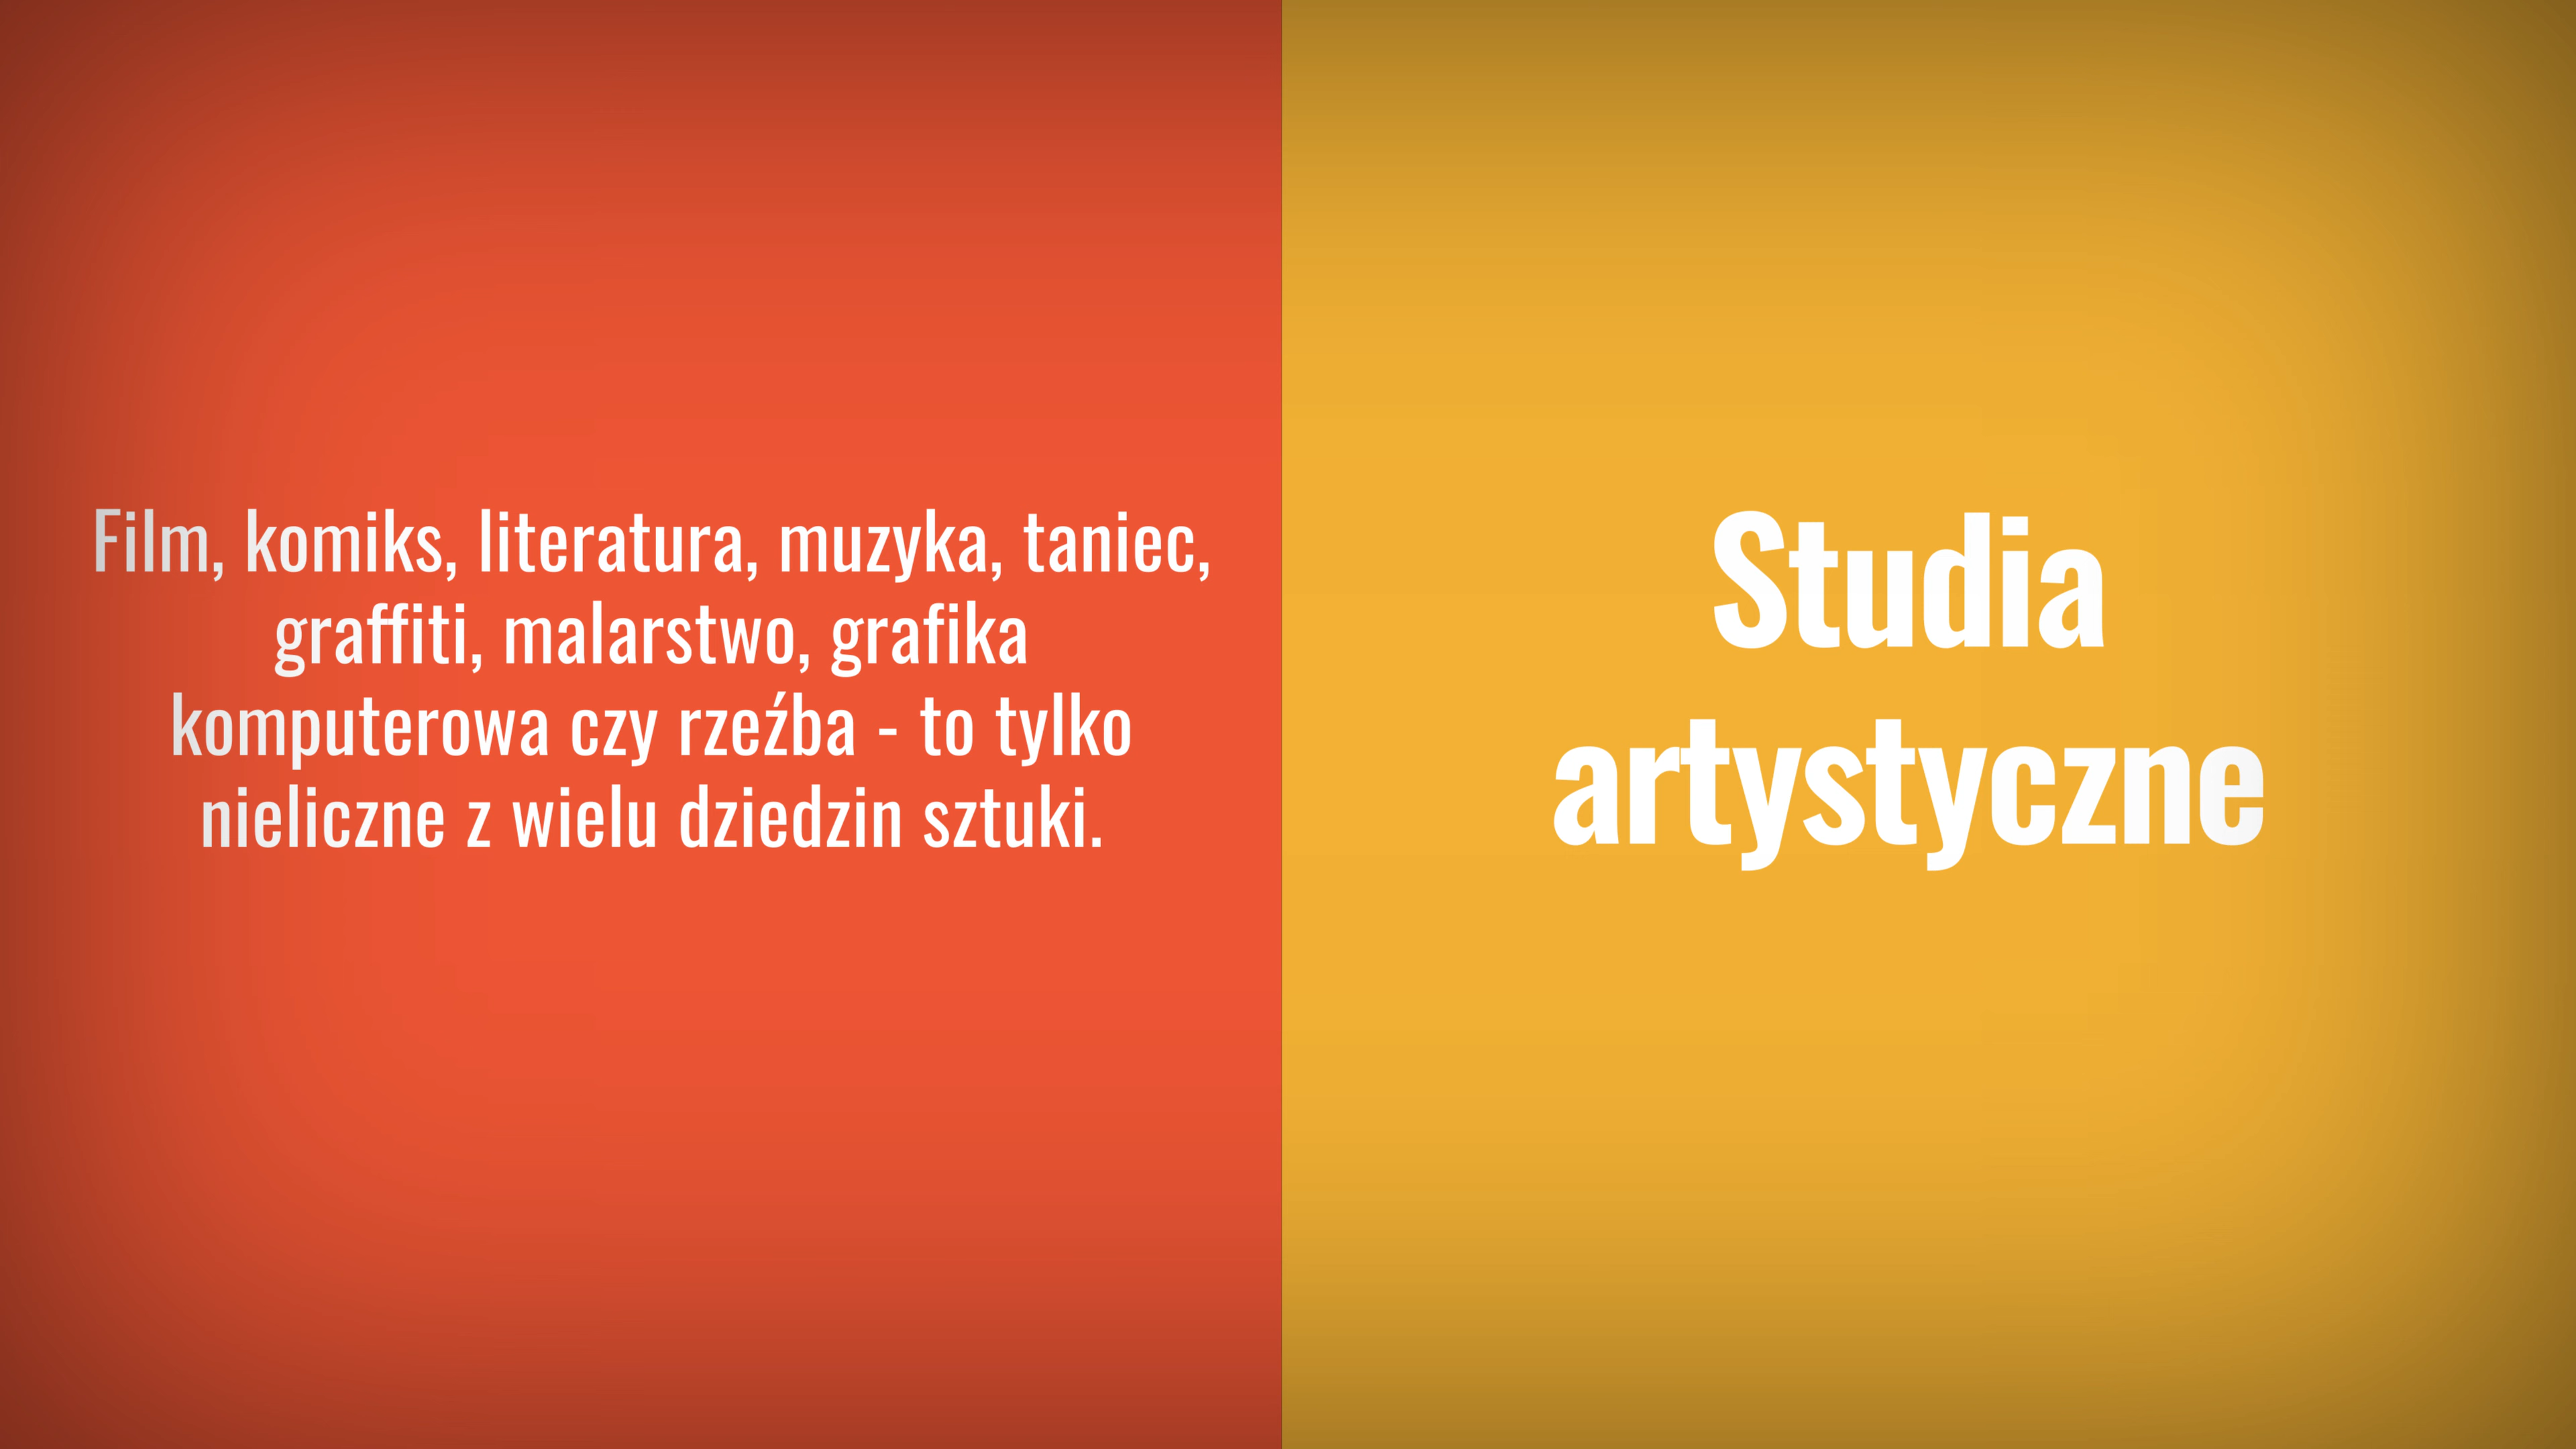 Film, komiks, literatura, muzyka, taniec,
graffiti, malarstwo, grafika
komputerowa czy rzeźba - to tylko
nieliczne z wielu dziedzin sztuki.
Studia
artystyczne